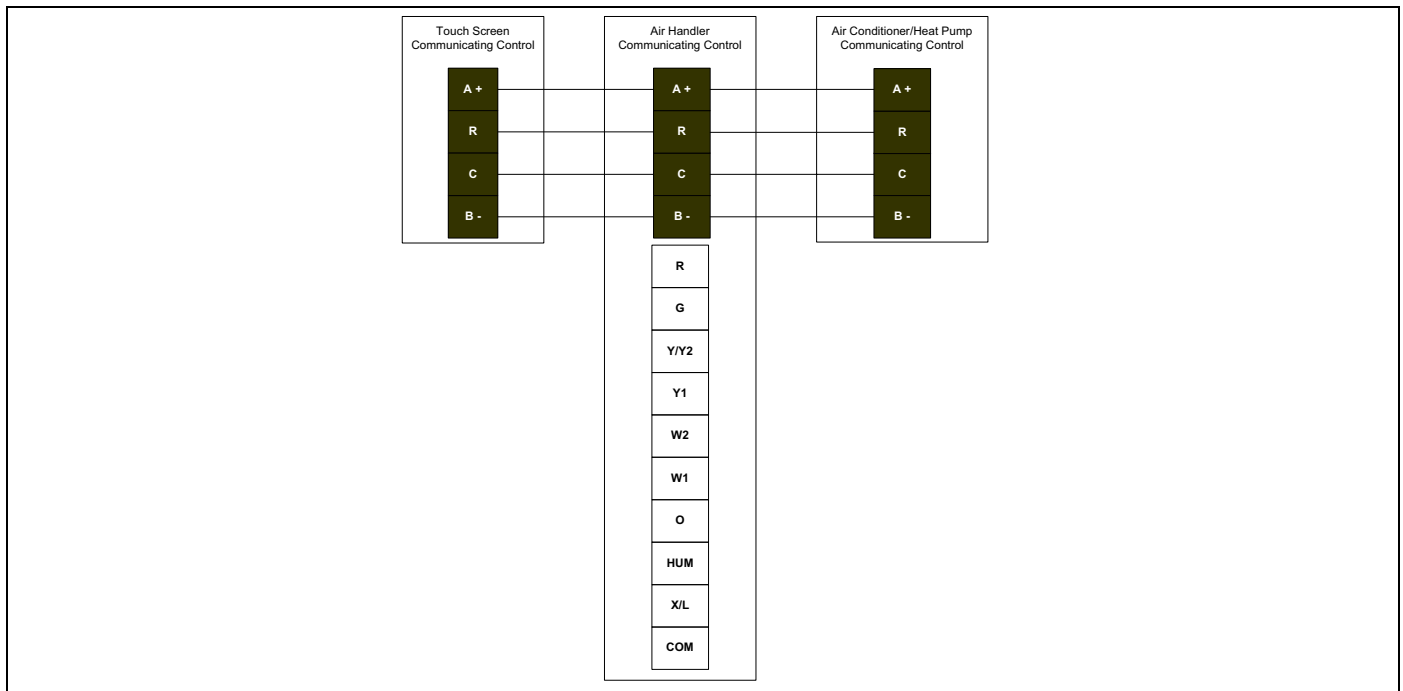 Touch Screen
Communicating Control
A +
R
C
B -
Air Handler
Communicating Control
A +
R
C
B -
R
G
Y/Y2
Y1
W2
W1
O
HUM
X/L
COM
Air Conditioner/Heat Pump
Communicating Control
A +
R
C
B -